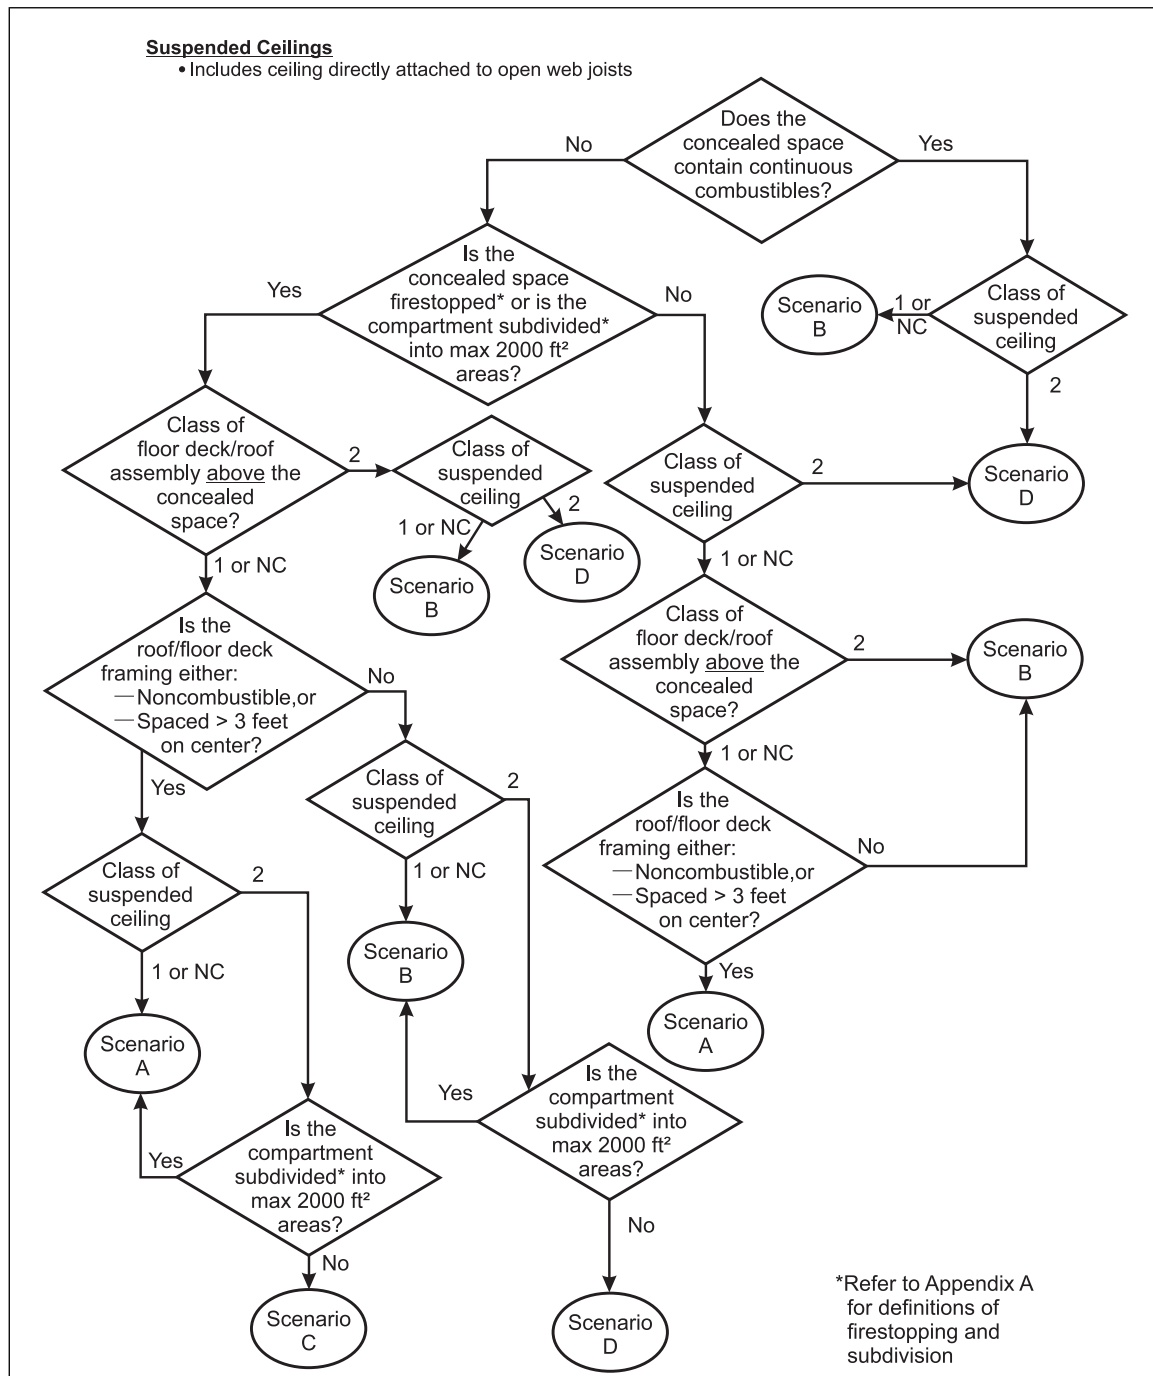 Suspended Ceilings
• Includes ceiling directly attached to open web joists
Does the
concealed space
contain continuous
combustibles?
No
Yes
Is the
concealed space
firestopped* or is the
compartment subdivided*
into max 2000 ft²
areas?
Yes
No
Scenario
B
1 or
NC
Class of
suspended
ceiling
2
Class of
floor deck/roof
assembly above the
concealed
space?
2
Class of
suspended
ceiling
1 or NC
2
Scenario
B
Scenario
D
Class of
suspended
ceiling
2
Scenario
D
1 or NC
1 or NC
Is the
roof/floor deck
framing either:
—Noncombustible,or
—Spaced > 3 feet
on center?
No
Yes
Class of
floor deck/roof
assembly above the
concealed
space?
2
Scenario
B
1 or NC
Class of
suspended
ceiling
2
1 or NC
Is the
roof/floor deck
framing either:
—Noncombustible,or
—Spaced > 3 feet
on center?
No
Yes
Class of
suspended
ceiling
2
1 or NC
Scenario
B
Scenario
A
Scenario
A
Is the
compartment
subdivided* into
max 2000 ft²
areas?
Yes
No
Is the
compartment
subdivided* into
max 2000 ft²
areas?
Yes
No
Scenario
C
Scenario
D
*Refer to Appendix A
for definitions of
firestopping and
subdivision